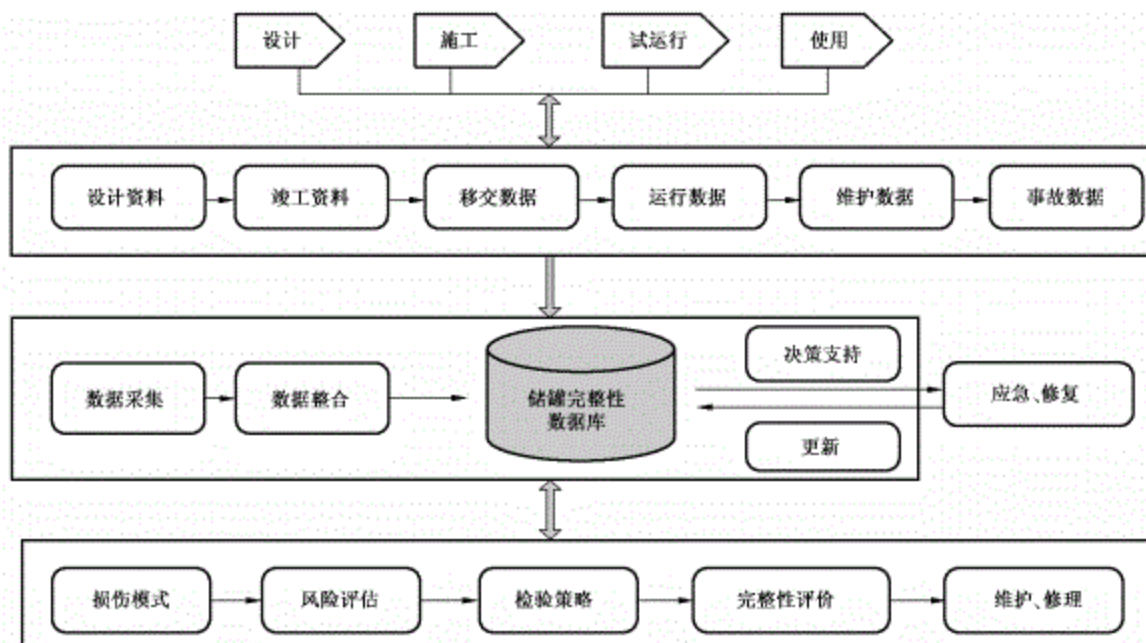 设计
施工
试运行
使用
设计资料
竣工资料
移交数据
运行数据
维护数据
事故数据
数据采集
数据整合
储罐完整性
数据库
决策支持
更新
应急、修复
损伤模式
风险评估
检验策略
完整性评价
维护、修理